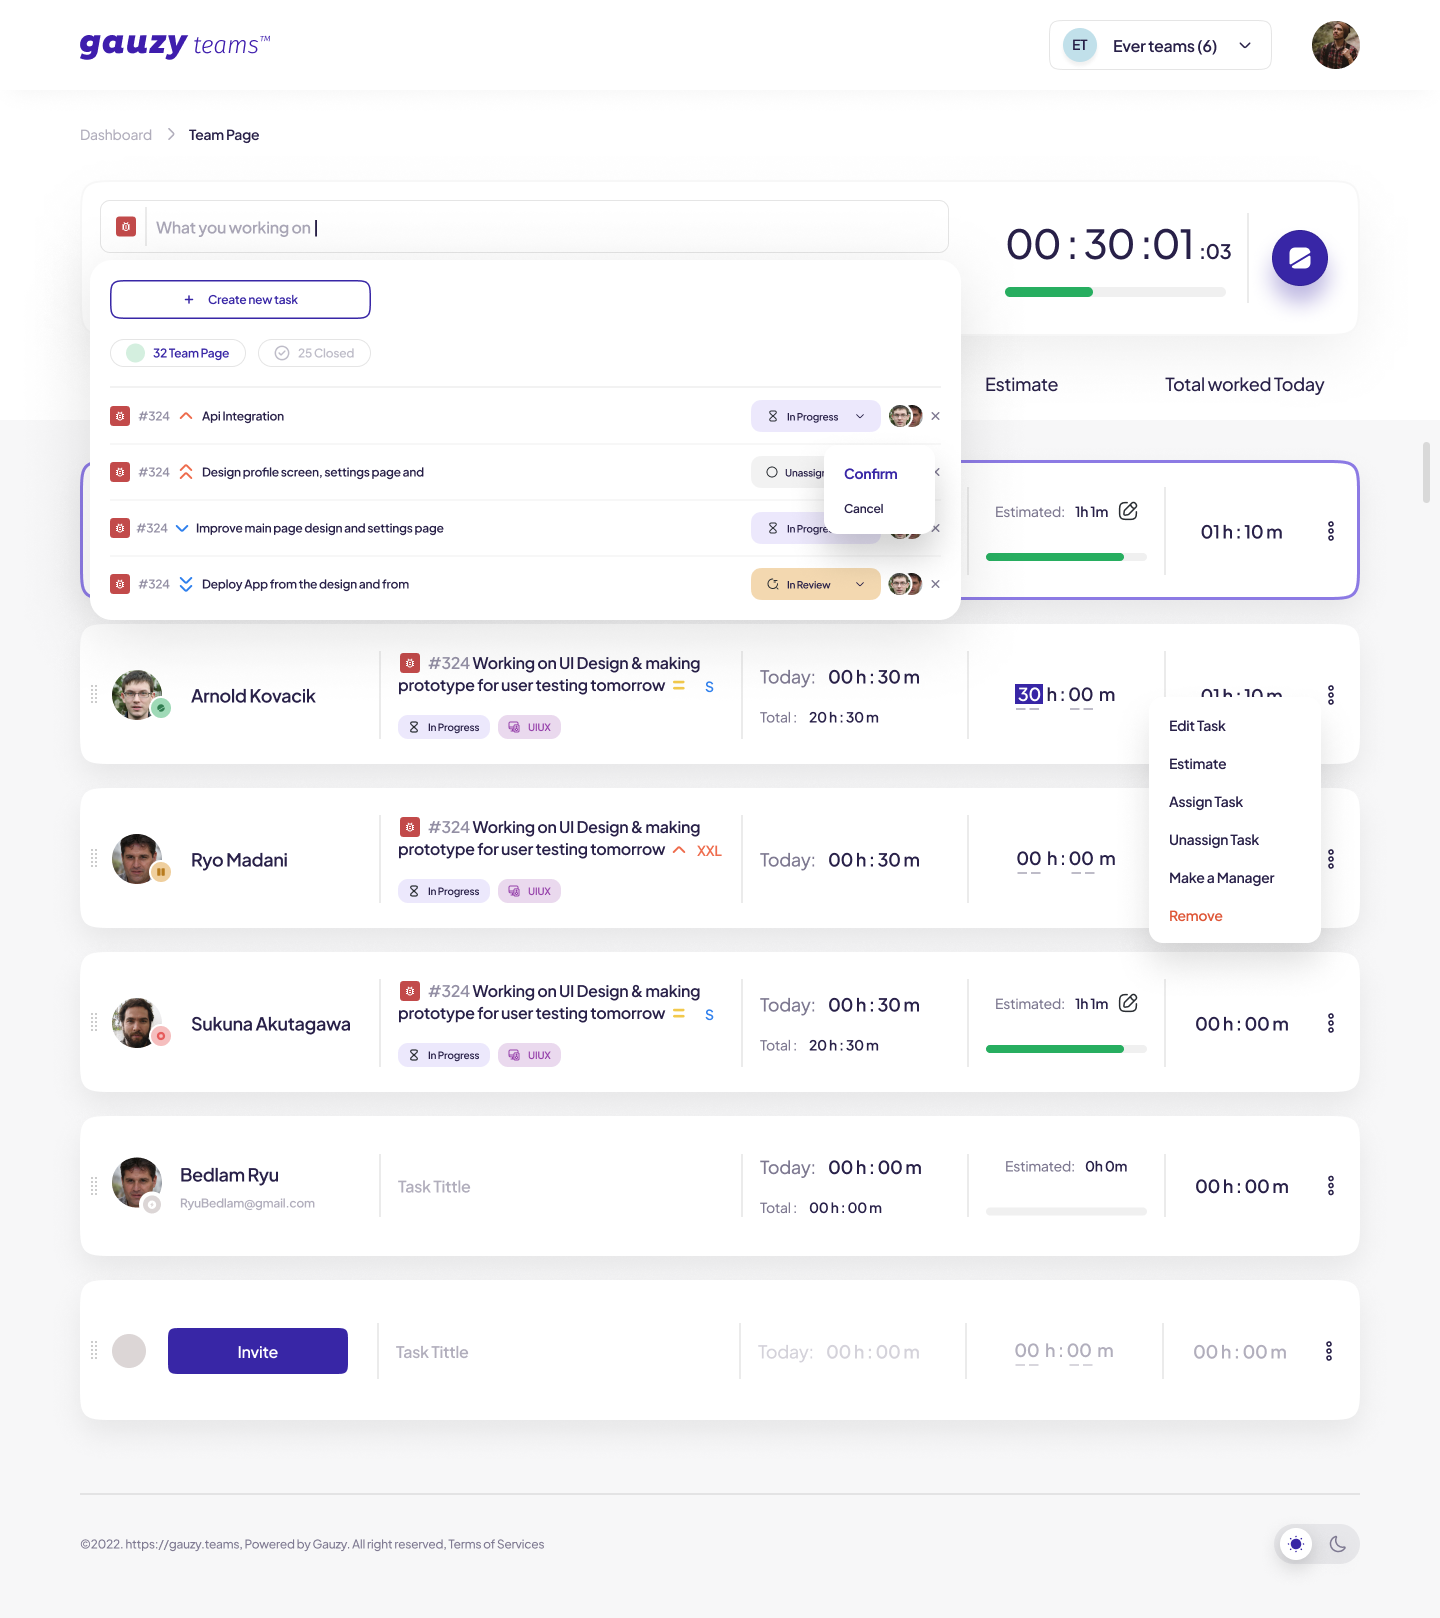 gauzy teams™
ET Ever teams (6)
Dashboard Team Page
What you working on
00 : 30 :01 :03
Create new task
32 Team Page 25 Closed
Estimate Total worked Today
#324 Api Integration In Progress
#324 Design profile screen, settings page and
Confirm
Cancel
#324 Improve main page design and settings page
#324 Deploy App from the design and from In Review
Estimated: 1h 1m
01 h : 10 m
Arnold Kovacik
#324 Working on UI Design & making
prototype for user testing tomorrow S
In Progress UIUX
Today: 00 h : 30 m
Total : 20 h : 30 m
30 h : 00 m
01 h : 10 m
Edit Task
Estimate
Assign Task
Unassign Task
Make a Manager
Remove
Ryo Madani
#324 Working on UI Design & making
prototype for user testing tomorrow XXL
In Progress UIUX
Today: 00 h : 30 m
00 h : 00 m
Sukuna Akutagawa
#324 Working on UI Design & making
prototype for user testing tomorrow S
In Progress UIUX
Today: 00 h : 30 m
Total : 20 h : 30 m
Estimated: 1h 1m
00 h : 00 m
Bedlam Ryu
RyuBedlam@gmail.com
Task Tittle
Today: 00 h : 00 m
Total : 00 h : 00 m
Estimated: 0h 0m
00 h : 00 m
Invite
Task Tittle
Today: 00 h : 00 m
00 h : 00 m
00 h : 00 m
©2022. https://gauzy.teams, Powered by Gauzy. All right reserved, Terms of Services